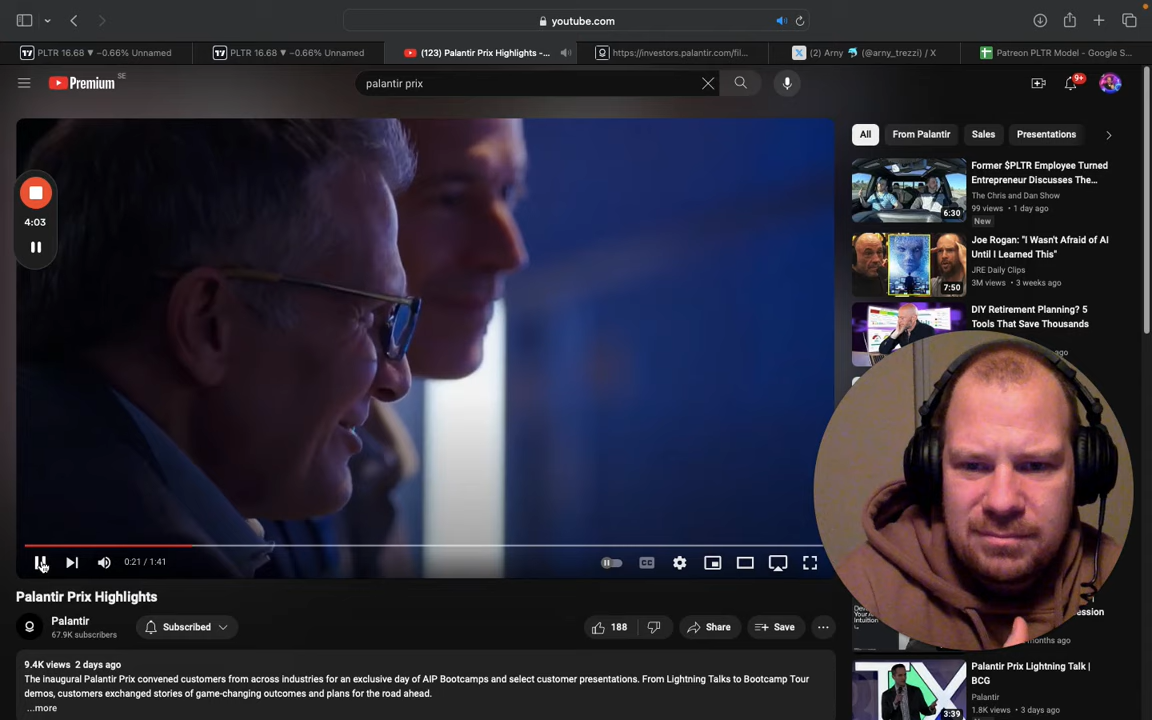 youtube.com
PLTR 16.68 ▼ −0.66% Unnamed
PLTR 16.68 ▼ −0.66% Unnamed
(123) Palantir Prix Highlights -...
https://investors.palantir.com/fil...
(2) Arny 🐬 (@arny_trezzi) / X
Patreon PLTR Model - Google S...
Premium SE
palantir prix
9+
All
From Palantir
Sales
Presentations
4:03
Former $PLTR Employee Turned
Entrepreneur Discusses The...
The Chris and Dan Show
99 views • 1 day ago
New
6:30
Joe Rogan: "I Wasn't Afraid of AI
Until I Learned This"
JRE Daily Clips
3M views • 3 weeks ago
7:50
DIY Retirement Planning? 5
Tools That Save Thousands
ago
0:21 / 1:41
CC
Palantir Prix Highlights
Palantir
67.9K subscribers
Subscribed
188
Share
Save
months ago
9.4K views 2 days ago
The inaugural Palantir Prix convened customers from across industries for an exclusive day of AIP Bootcamps and select customer presentations. From Lightning Talks to Bootcamp Tour
demos, customers exchanged stories of game-changing outcomes and plans for the road ahead.
...more
Palantir Prix Lightning Talk |
BCG
Palantir
1.8K views • 3 days ago
3:39